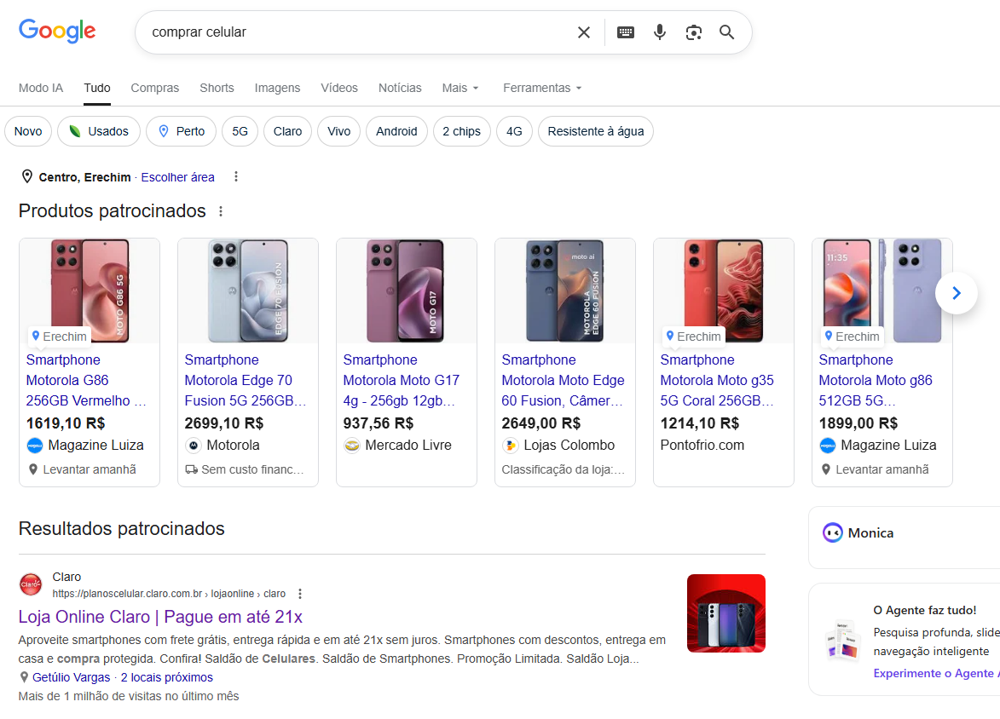 Google
comprar celular
Modo IA Tudo Compras Shorts Imagens Vídeos Notícias Mais Ferramentas
Novo Usados Perto 5G Claro Vivo Android 2 chips 4G Resistente à água
Centro, Erechim · Escolher área
Produtos patrocinados
MOTO G86 5G
Erechim
Smartphone
Motorola G86
256GB Vermelho ...
1619,10 R$
Magazine Luiza
Levantar amanhã
EDGE 70 FUSION
Smartphone
Motorola Edge 70
Fusion 5G 256GB...
2699,10 R$
Motorola
Sem custo financ...
MOTO G17
Smartphone
Motorola Moto G17
4g - 256gb 12gb...
937,56 R$
Mercado Livre
moto ai
MOTOROLA
EDGE 60 FUSION
Smartphone
Motorola Moto Edge
60 Fusion, Câmer...
2649,00 R$
Lojas Colombo
Classificação da loja:...
Erechim
Smartphone
Motorola Moto g35
5G Coral 256GB...
1214,10 R$
Pontofrio.com
11:35
Erechim
Smartphone
Motorola Moto g86
512GB 5G...
1899,00 R$
Magazine Luiza
Levantar amanhã
Resultados patrocinados
Claro
Claro
https://planoscelular.claro.com.br › lojaonline › claro
Loja Online Claro | Pague em até 21x
Aproveite smartphones com frete grátis, entrega rápida e em até 21x sem juros. Smartphones com descontos, entrega em
casa e compra protegida. Confira! Saldão de Celulares. Saldão de Smartphones. Promoção Limitada. Saldão Loja...
Getúlio Vargas · 2 locais próximos
Mais de 1 milhão de visitas no último mês
Monica
O Agente faz tudo!
Pesquisa profunda, slide
navegação inteligente
Experimente o Agente